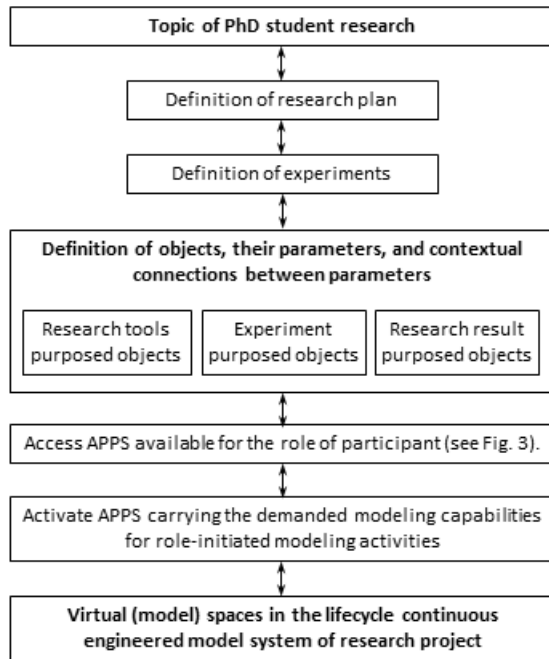 Topic of PhD student research
Definition of research plan
Definition of experiments
Definition of objects, their parameters, and contextual
connections between parameters
Research tools
purposed objects
Experiment
purposed objects
Research result
purposed objects
Access APPS available for the role of participant (see Fig. 3).
Activate APPS carrying the demanded modeling capabilities
for role-initiated modeling activities
Virtual (model) spaces in the lifecycle continuous
engineered model system of research project